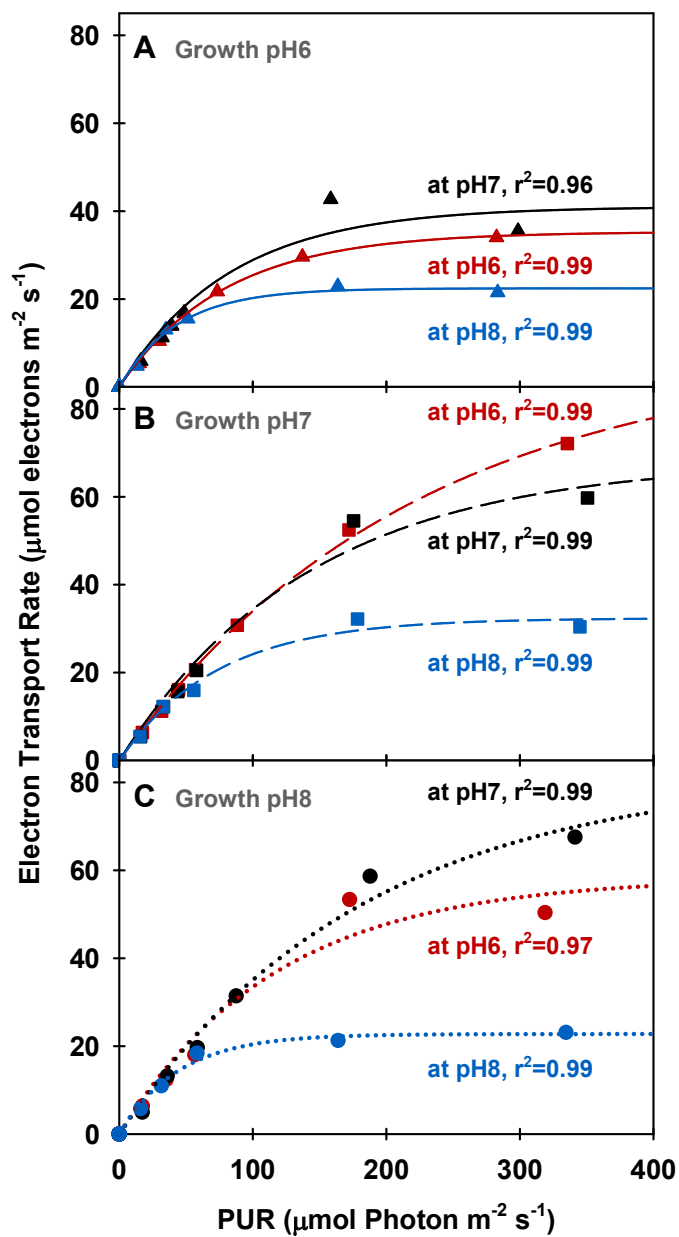 Electron Transport Rate (μmol electrons m⁻² s⁻¹)
A Growth pH6
80
60
40
20
0
at pH7, r²=0.96
at pH6, r²=0.99
at pH8, r²=0.99
B Growth pH7
80
60
40
20
0
at pH6, r²=0.99
at pH7, r²=0.99
at pH8, r²=0.99
C Growth pH8
80
60
40
20
0
at pH7, r²=0.99
at pH6, r²=0.97
at pH8, r²=0.99
0 100 200 300 400
PUR (μmol Photon m⁻² s⁻¹)